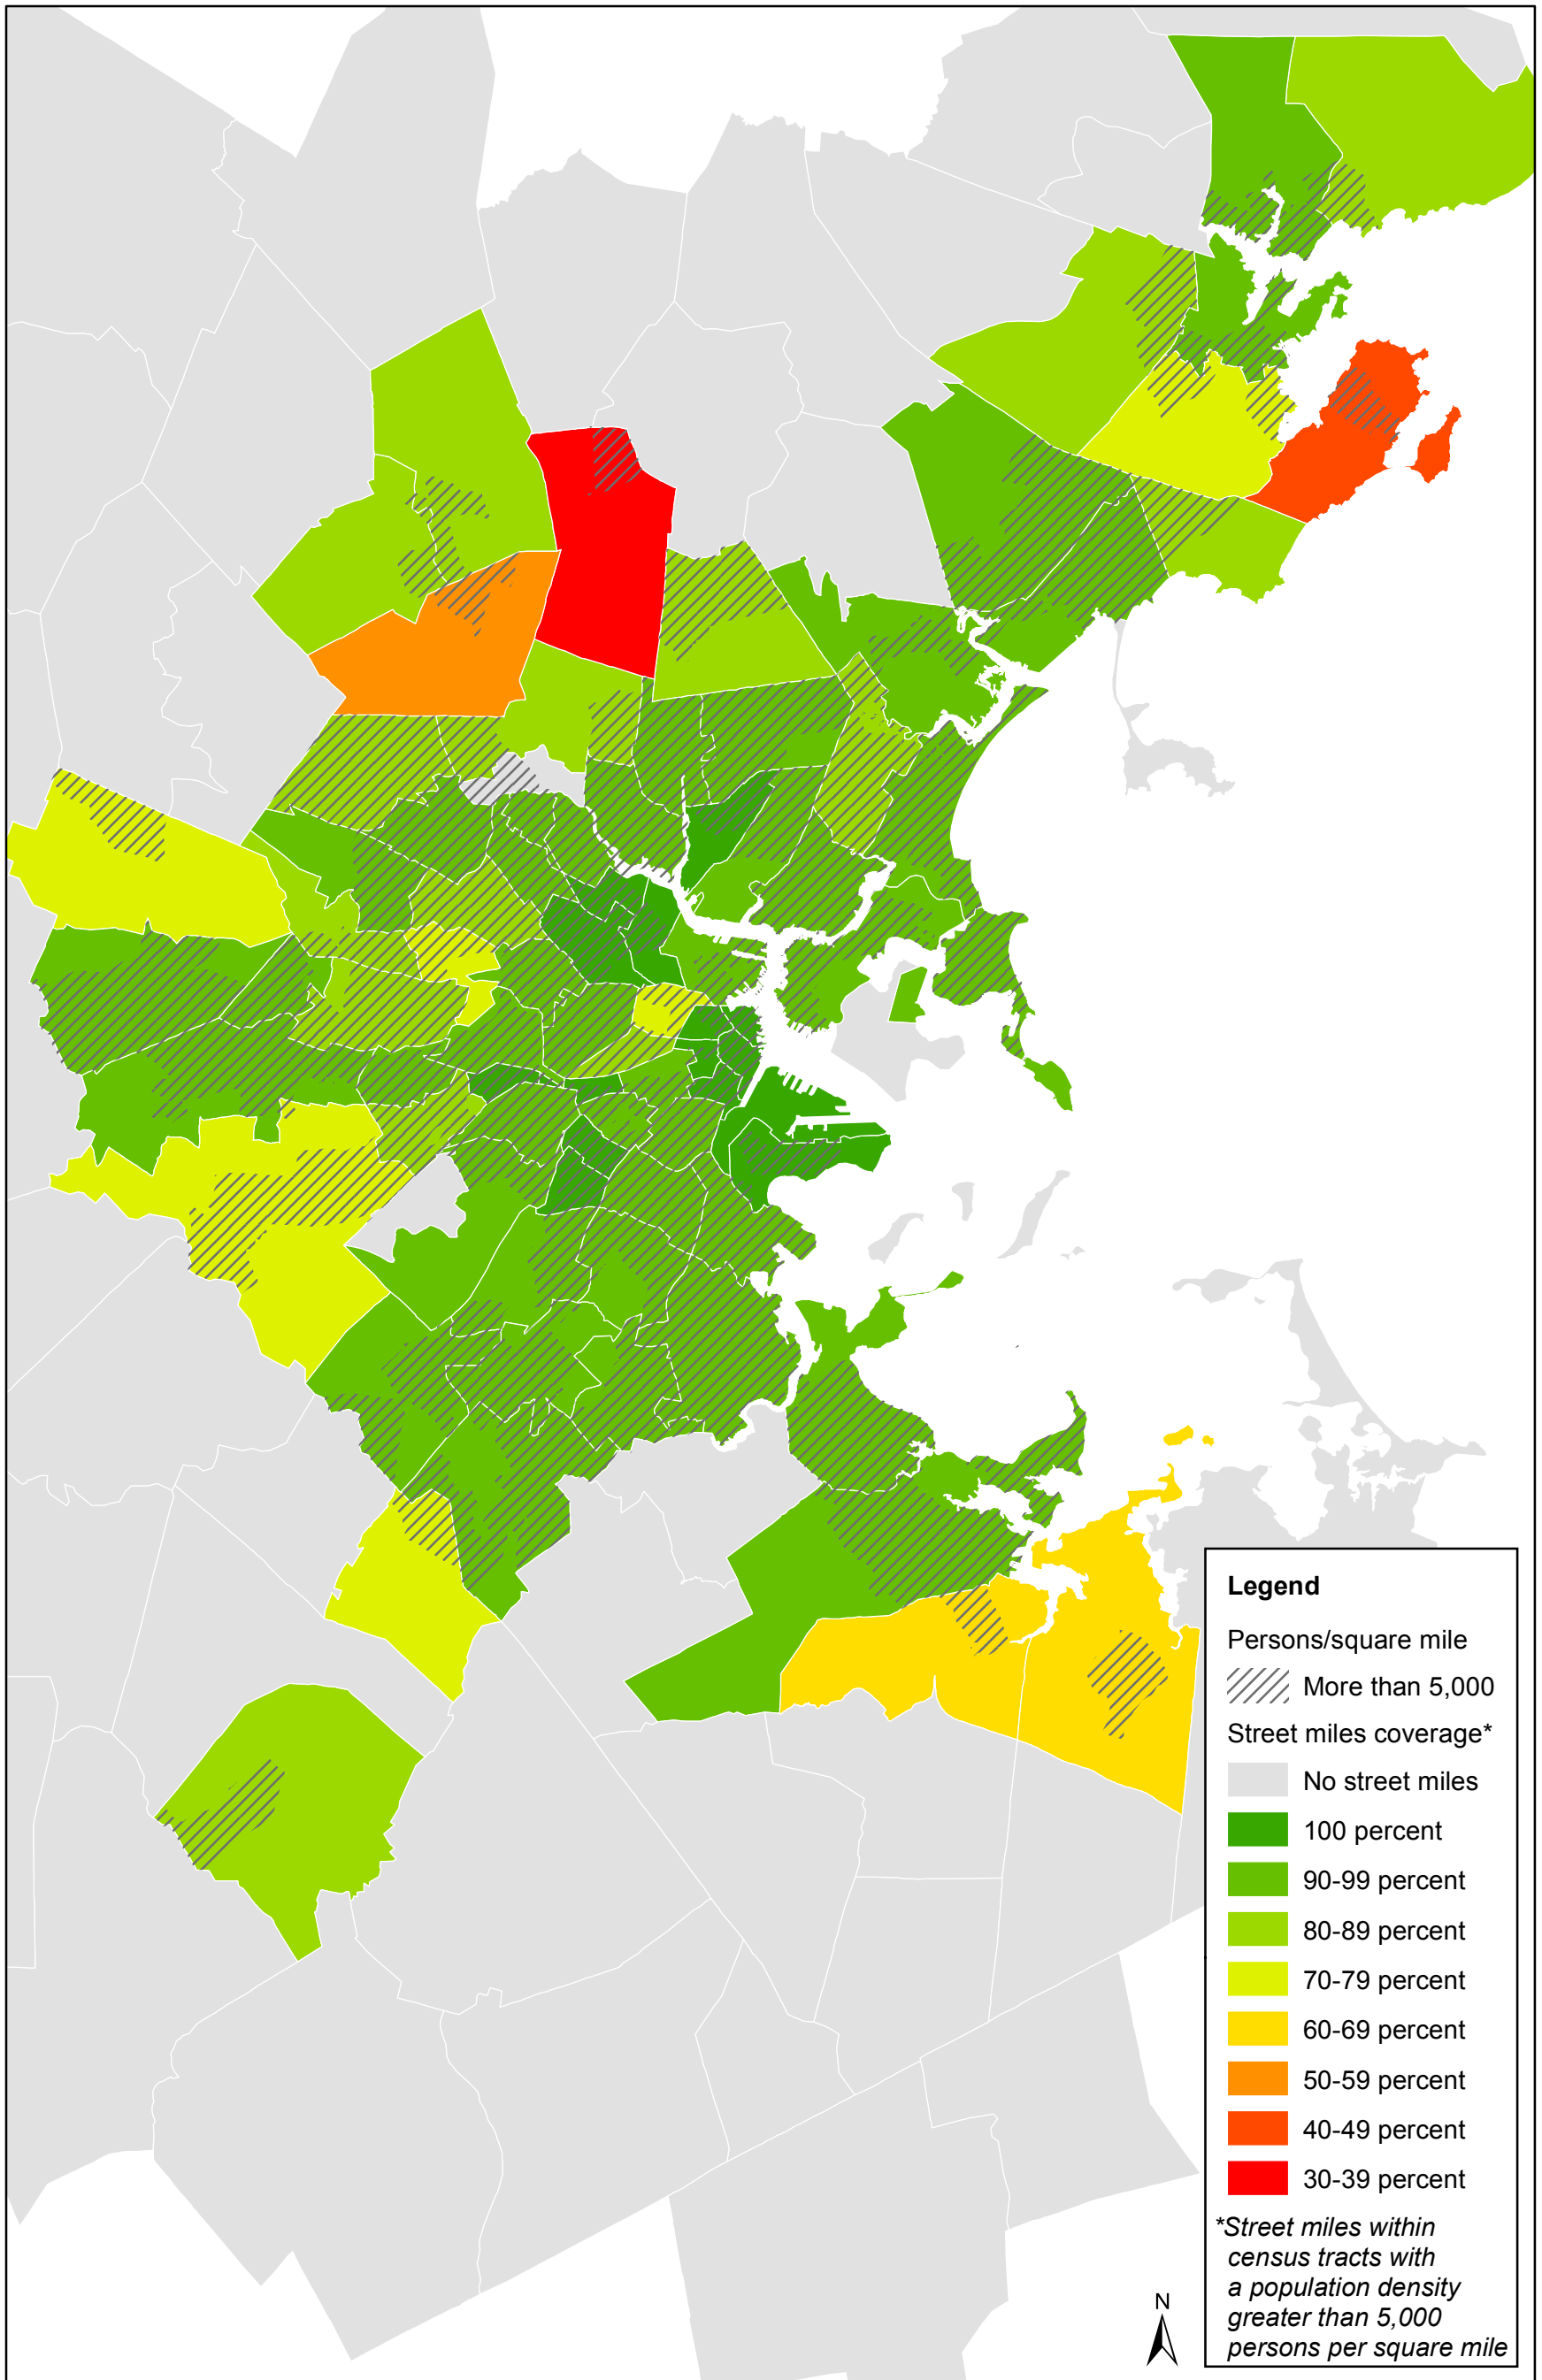 Legend
Persons/square mile
More than 5,000
Street miles coverage*
No street miles
100 percent
90-99 percent
80-89 percent
70-79 percent
60-69 percent
50-59 percent
40-49 percent
30-39 percent
*Street miles within
census tracts with
a population density
greater than 5,000
persons per square mile
N